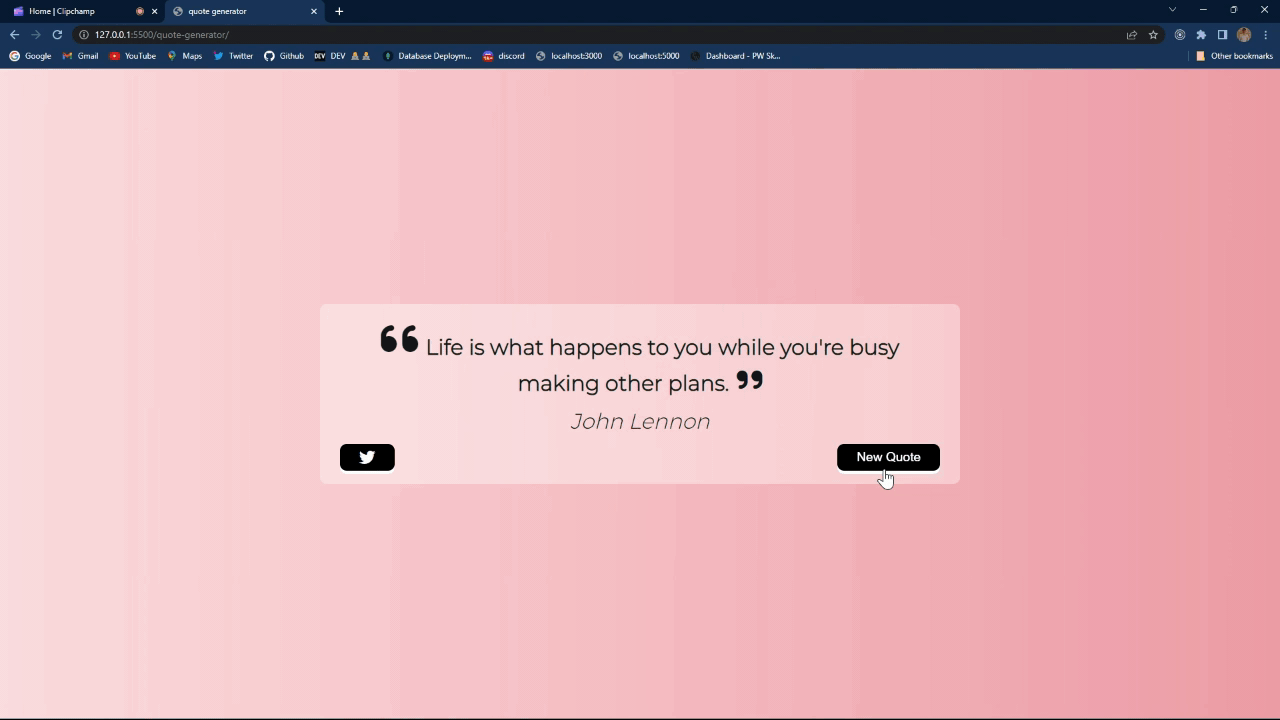 Home | Clipchamp
quote generator
127.0.0.1:5500/quote-generator/
Google Gmail YouTube Maps Twitter Github DEV DEV Database Deploym... discord localhost:3000 localhost:5000 Dashboard - PW Sk... Other bookmarks
❝ Life is what happens to you while you're busy
making other plans. ❞
John Lennon
New Quote